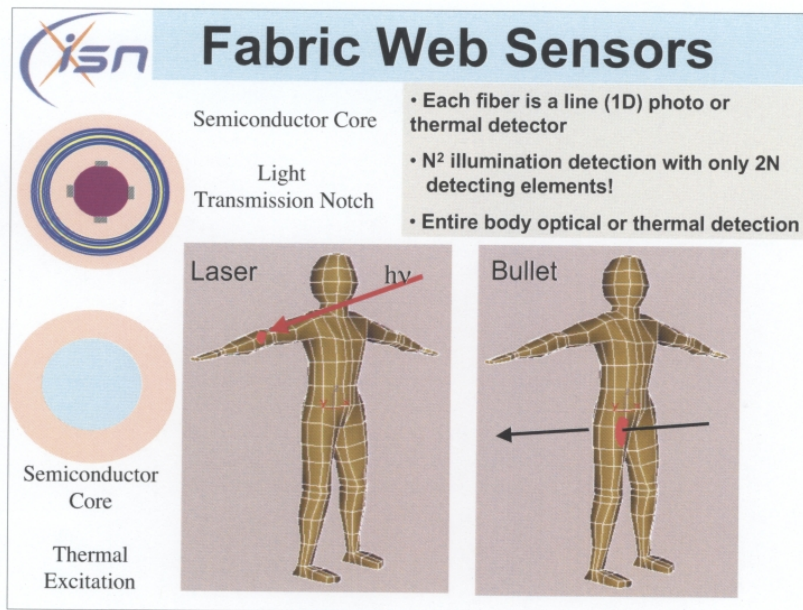 isn
Fabric Web Sensors
Semiconductor Core
Light
Transmission Notch
• Each fiber is a line (1D) photo or
thermal detector
• N² illumination detection with only 2N
detecting elements!
• Entire body optical or thermal detection
Laser
hν
Bullet
Semiconductor
Core
Thermal
Excitation